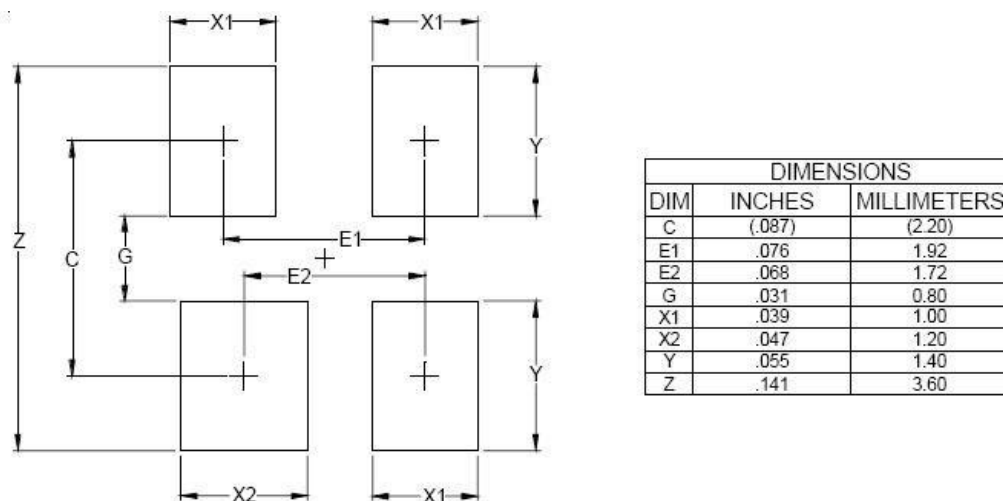 X1 X1
Y
E1
Z C G
E2
Y
X2 X1
DIMENSIONS
DIM INCHES MILLIMETERS
C (.087) (2.20)
E1 .076 1.92
E2 .068 1.72
G .031 0.80
X1 .039 1.00
X2 .047 1.20
Y .055 1.40
Z .141 3.60